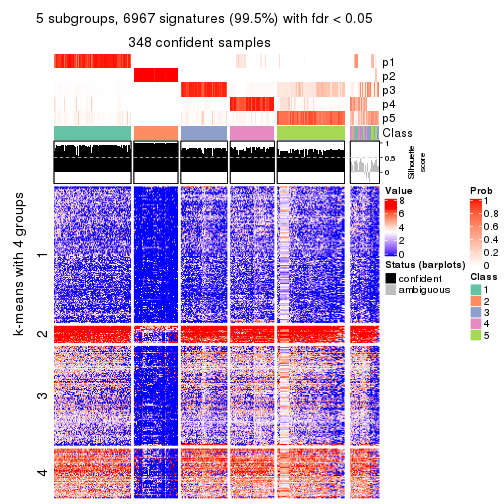 5 subgroups, 6967 signatures (99.5%) with fdr < 0.05
348 confident samples
p1
p2
p3
p4
p5
Class
1
0.5
0
Silhouette
score
k-means with 4 groups
1
2
3
4
Value
8
6
4
2
0
Status (barplots)
confident
ambiguous
Prob
1
0.8
0.6
0.4
0.2
0
Class
1
2
3
4
5